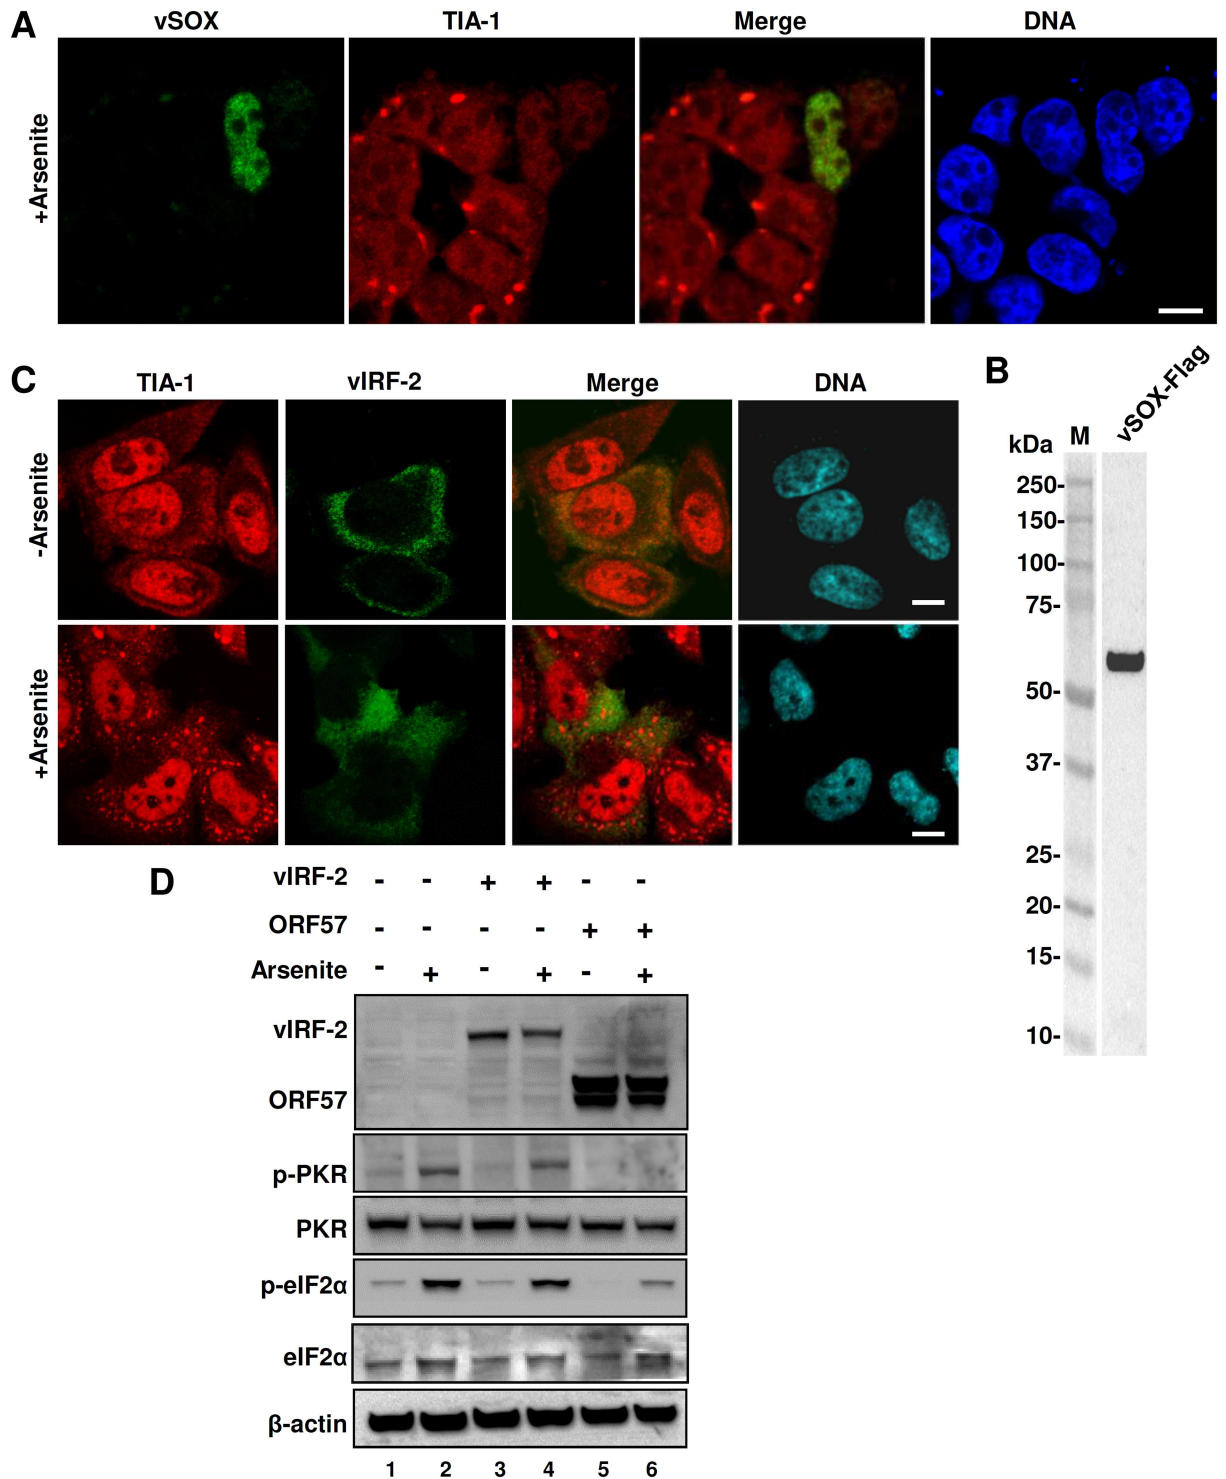 A
vSOX TIA-1 Merge DNA
+Arsenite
C
TIA-1 vIRF-2 Merge DNA
-Arsenite
+Arsenite
B
vSOX-Flag
kDa M
250-
150-
100-
75-
50-
37-
25-
20-
15-
10-
D
vIRF-2 - - + + - -
ORF57 - - - - + +
Arsenite - + - + - +
vIRF-2
ORF57
p-PKR
PKR
p-eIF2α
eIF2α
β-actin
1 2 3 4 5 6